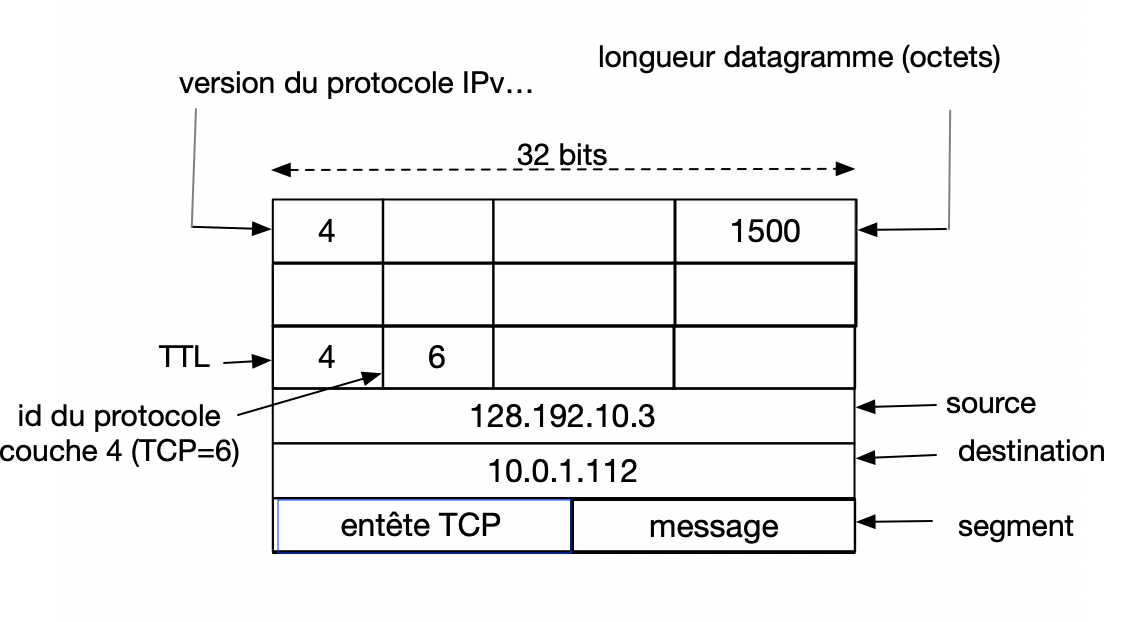 longueur datagramme (octets)
version du protocole IPv...
32 bits
4
1500
TTL
4
6
id du protocole
couche 4 (TCP=6)
128.192.10.3
source
10.0.1.112
destination
entête TCP
message
segment